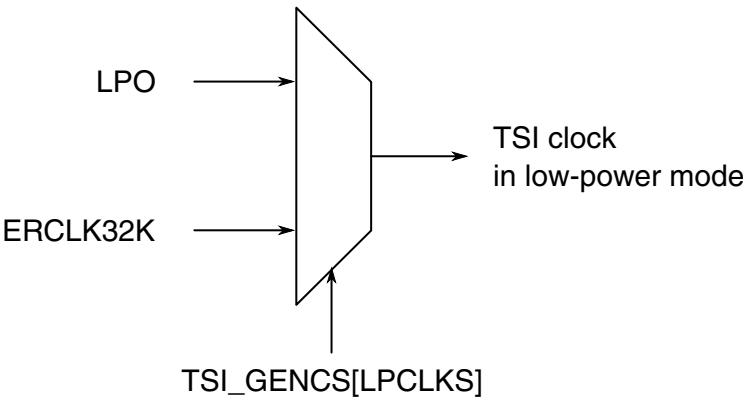 LPO
TSI clock
in low-power mode
ERCLK32K
TSI_GENCS[LPCLKS]